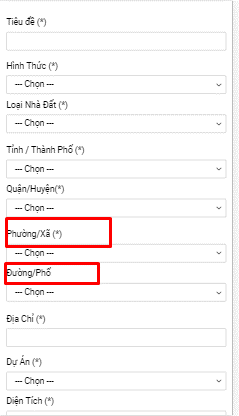 Tiêu đề (*)
Hình Thức (*)
--- Chọn ---
Loại Nhà Đất (*)
--- Chọn ---
Tỉnh / Thành Phố (*)
--- Chọn ---
Quận/Huyện(*)
--- Chọn ---
Phường/Xã (*)
--- Chọn ---
Đường/Phố
--- Chọn ---
Địa Chỉ (*)
Dự Án (*)
--- Chọn ---
Diện Tích (*)